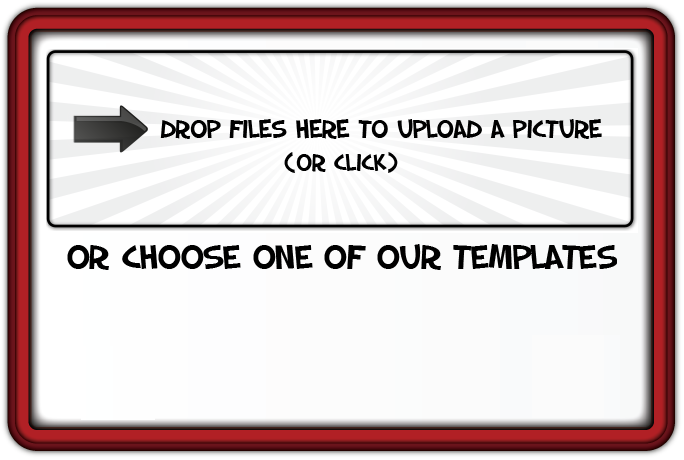 DROP FILES HERE TO UPLOAD A PICTURE
(OR CLICK)
OR CHOOSE ONE OF OUR TEMPLATES